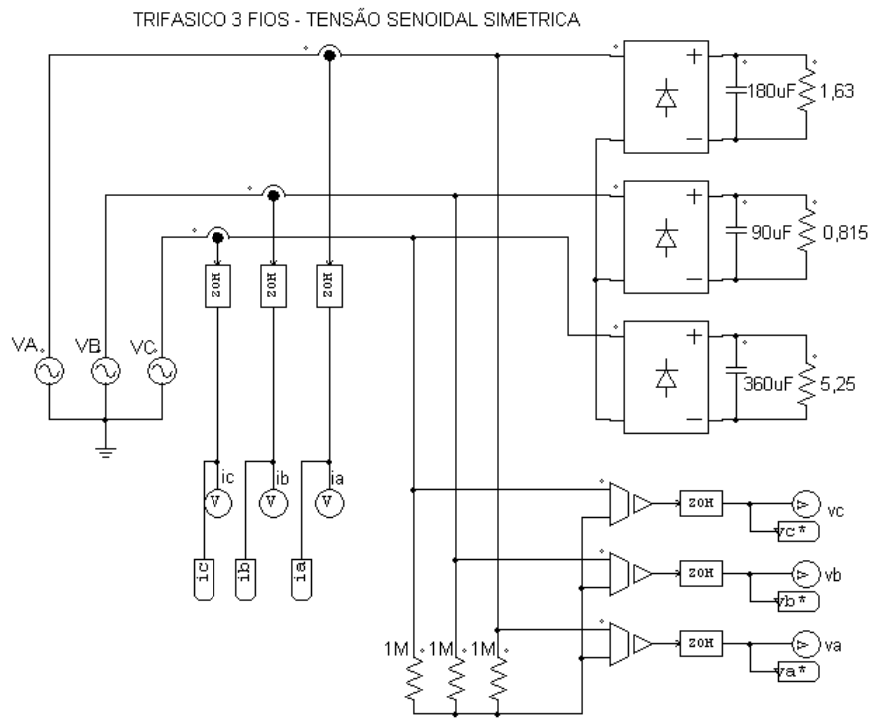 TRIFASICO 3 FIOS - TENSÃO SENOIDAL SIMETRICA
180uF 1,63
90uF 0,815
360uF 5,25
ZOH ZOH ZOH
VA VB VC
ic ib ia
V V V
ic ib ia
ZOH V vc
vc*
ZOH V vb
vb*
ZOH V va
va*
1M 1M 1M